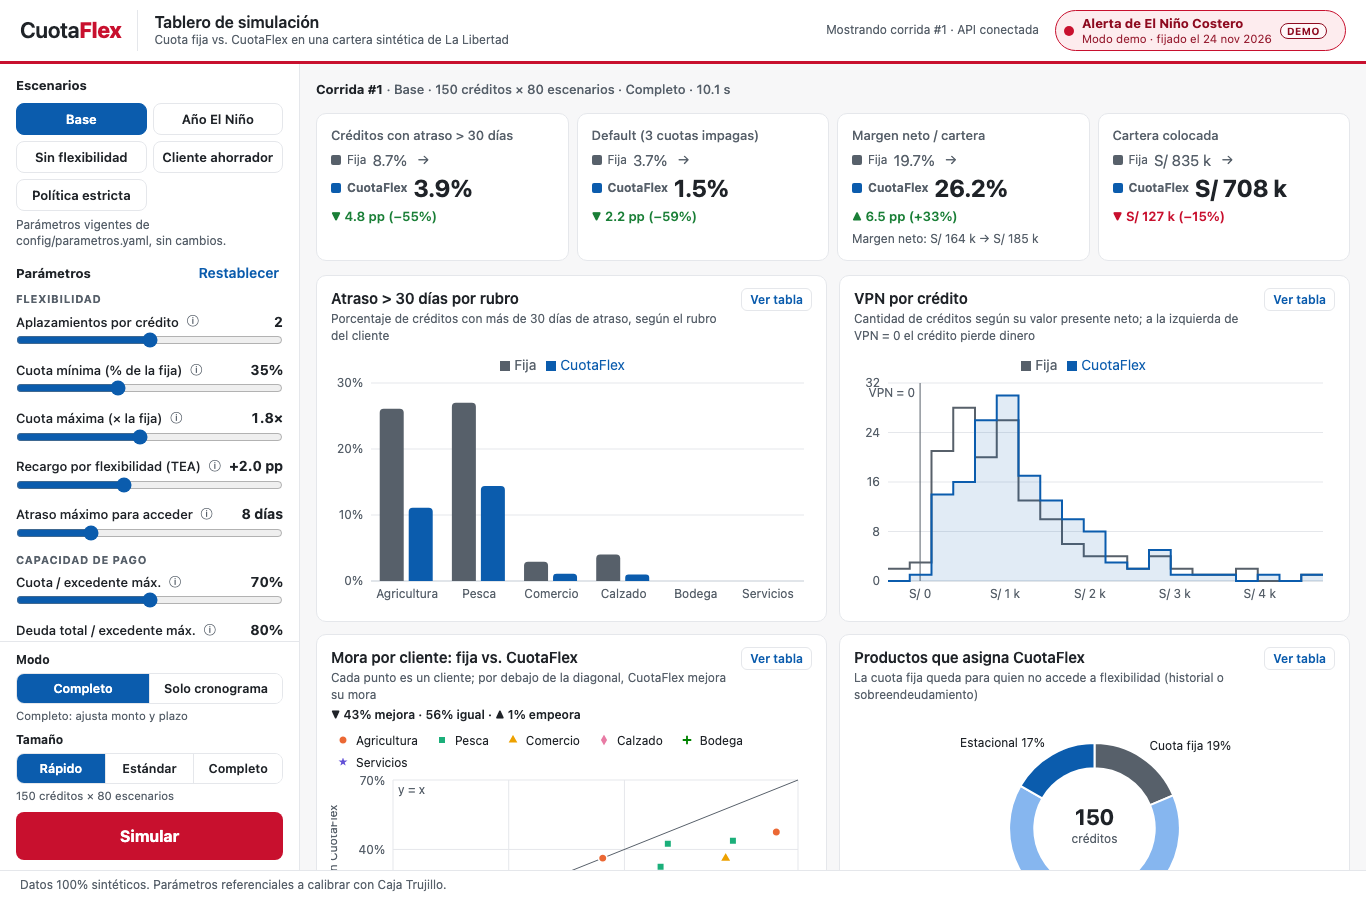 CuotaFlex
Tablero de simulación
Cuota fija vs. CuotaFlex en una cartera sintética de La Libertad
Mostrando corrida #1 · API conectada
Alerta de El Niño Costero
Modo demo · fijado el 24 nov 2026
DEMO
Escenarios
Base
Año El Niño
Sin flexibilidad
Cliente ahorrador
Política estricta
Parámetros vigentes de
config/parametros.yaml, sin cambios.
Parámetros
Restablecer
FLEXIBILIDAD
Aplazamientos por crédito ⓘ 2
Cuota mínima (% de la fija) ⓘ 35%
Cuota máxima (× la fija) ⓘ 1.8×
Recargo por flexibilidad (TEA) ⓘ +2.0 pp
Atraso máximo para acceder ⓘ 8 días
CAPACIDAD DE PAGO
Cuota / excedente máx. ⓘ 70%
Deuda total / excedente máx. ⓘ 80%
Modo
Completo
Solo cronograma
Completo: ajusta monto y plazo
Tamaño
Rápido
Estándar
Completo
150 créditos × 80 escenarios
Simular
Corrida #1 · Base · 150 créditos × 80 escenarios · Completo · 10.1 s
Créditos con atraso > 30 días
Fija 8.7% →
CuotaFlex 3.9%
▼ 4.8 pp (−55%)
Default (3 cuotas impagas)
Fija 3.7% →
CuotaFlex 1.5%
▼ 2.2 pp (−59%)
Margen neto / cartera
Fija 19.7% →
CuotaFlex 26.2%
▲ 6.5 pp (+33%)
Margen neto: S/ 164 k → S/ 185 k
Cartera colocada
Fija S/ 835 k →
CuotaFlex S/ 708 k
▼ S/ 127 k (−15%)
Atraso > 30 días por rubro
Ver tabla
Porcentaje de créditos con más de 30 días de atraso, según el rubro
del cliente
Fija CuotaFlex
30%
20%
10%
0%
Agricultura Pesca Comercio Calzado Bodega Servicios
VPN por crédito
Ver tabla
Cantidad de créditos según su valor presente neto; a la izquierda de
VPN = 0 el crédito pierde dinero
Fija CuotaFlex
32
VPN = 0
24
16
8
0
S/ 0 S/ 1 k S/ 2 k S/ 3 k S/ 4 k
Mora por cliente: fija vs. CuotaFlex
Ver tabla
Cada punto es un cliente; por debajo de la diagonal, CuotaFlex mejora
su mora
▼ 43% mejora · 56% igual · ▲ 1% empeora
Agricultura Pesca Comercio Calzado Bodega
Servicios
70%
y = x
40%
CuotaFlex
Productos que asigna CuotaFlex
Ver tabla
La cuota fija queda para quien no accede a flexibilidad (historial o
sobreendeudamiento)
Estacional 17%
Cuota fija 19%
150
créditos
Datos 100% sintéticos. Parámetros referenciales a calibrar con Caja Trujillo.